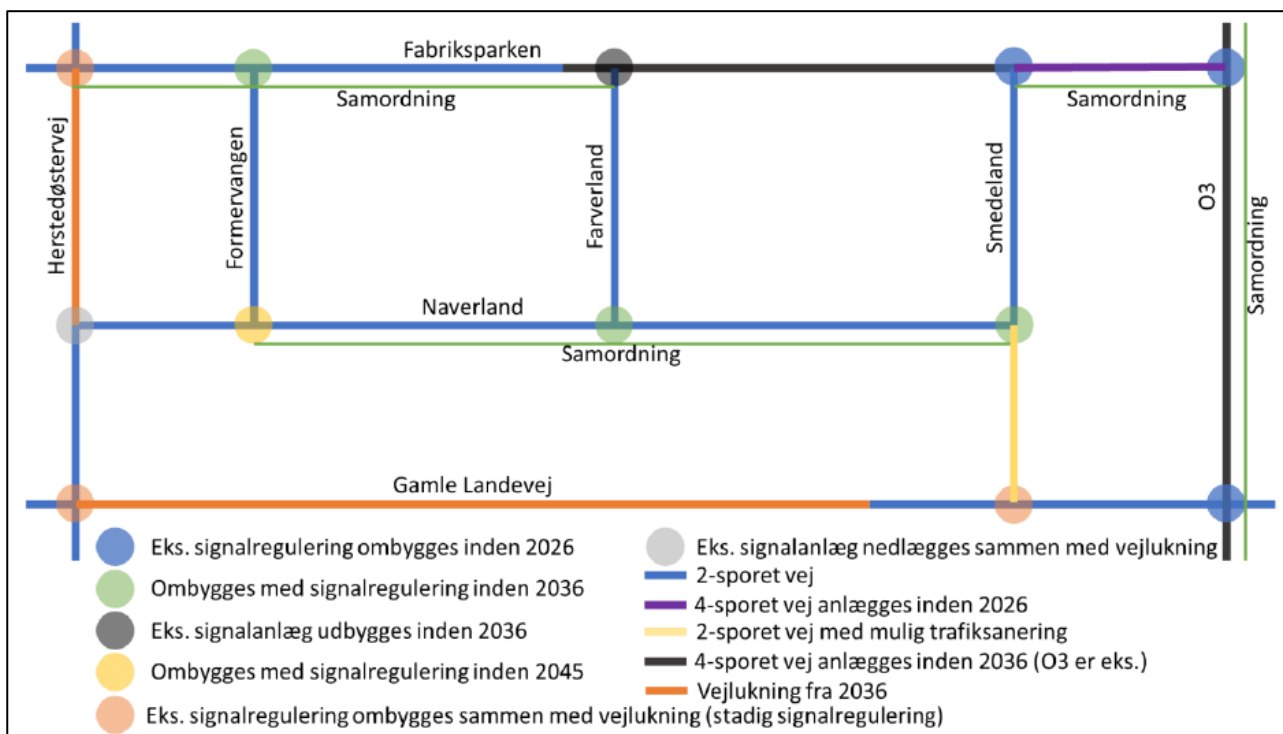 Fabriksparken
Samordning
Samordning
Herstedøstervej
Formervangen
Farverland
Smedeland
O3
Samordning
Naverland
Samordning
Gamle Landevej
Eks. signalregulering ombygges inden 2026
Ombygges med signalregulering inden 2036
Eks. signalanlæg udbygges inden 2036
Ombygges med signalregulering inden 2045
Eks. signalregulering ombygges sammen med vejlukning (stadig signalregulering)
Eks. signalanlæg nedlægges sammen med vejlukning
2-sporet vej
4-sporet vej anlægges inden 2026
2-sporet vej med mulig trafiksanering
4-sporet vej anlægges inden 2036 (O3 er eks.)
Vejlukning fra 2036